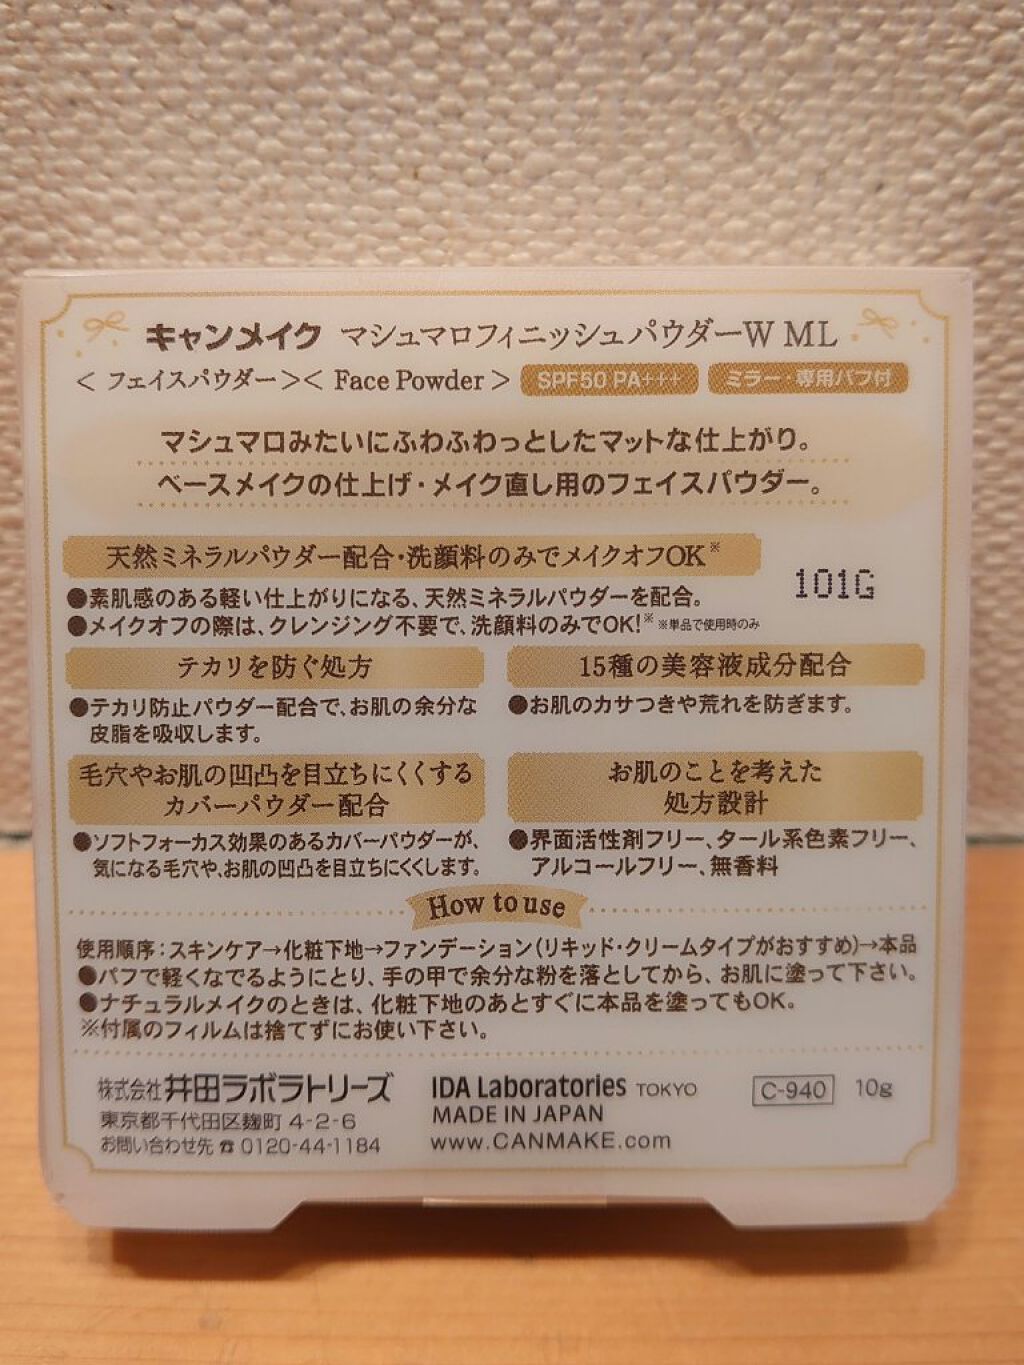 キャンメイク マシュマロフィニッシュパウダーW ML
＜ フェイスパウダー＞＜ Face Powder ＞ SPF50 PA+++ ミラー・専用パフ付
マシュマロみたいにふわふわっとしたマットな仕上がり。
ベースメイクの仕上げ・メイク直し用のフェイスパウダー。
天然ミネラルパウダー配合・洗顔料のみでメイクオフOK※
101G
●素肌感のある軽い仕上がりになる、天然ミネラルパウダーを配合。
●メイクオフの際は、クレンジング不要で、洗顔料のみでOK!※ ※単品で使用時のみ
テカリを防ぐ処方
●テカリ防止パウダー配合で、お肌の余分な
皮脂を吸収します。
15種の美容液成分配合
●お肌のカサつきや荒れを防ぎます。
毛穴やお肌の凹凸を目立ちにくくする
カバーパウダー配合
●ソフトフォーカス効果のあるカバーパウダーが、
気になる毛穴や、お肌の凹凸を目立ちにくくします。
お肌のことを考えた
処方設計
●界面活性剤フリー、タール系色素フリー、
アルコールフリー、無香料
How to use
使用順序：スキンケア→化粧下地→ファンデーション(リキッド・クリームタイプがおすすめ)→本品
●パフで軽くなでるようにとり、手の甲で余分な粉を落としてから、お肌に塗って下さい。
●ナチュラルメイクのときは、化粧下地のあとすぐに本品を塗ってもOK。
※付属のフィルムは捨てずにお使い下さい。
株式会社 井田ラボラトリーズ
東京都千代田区麹町 4-2-6
お問い合わせ先 ☎ 0120-44-1184
IDA Laboratories TOKYO
MADE IN JAPAN
www.CANMAKE.com
C-940 10g